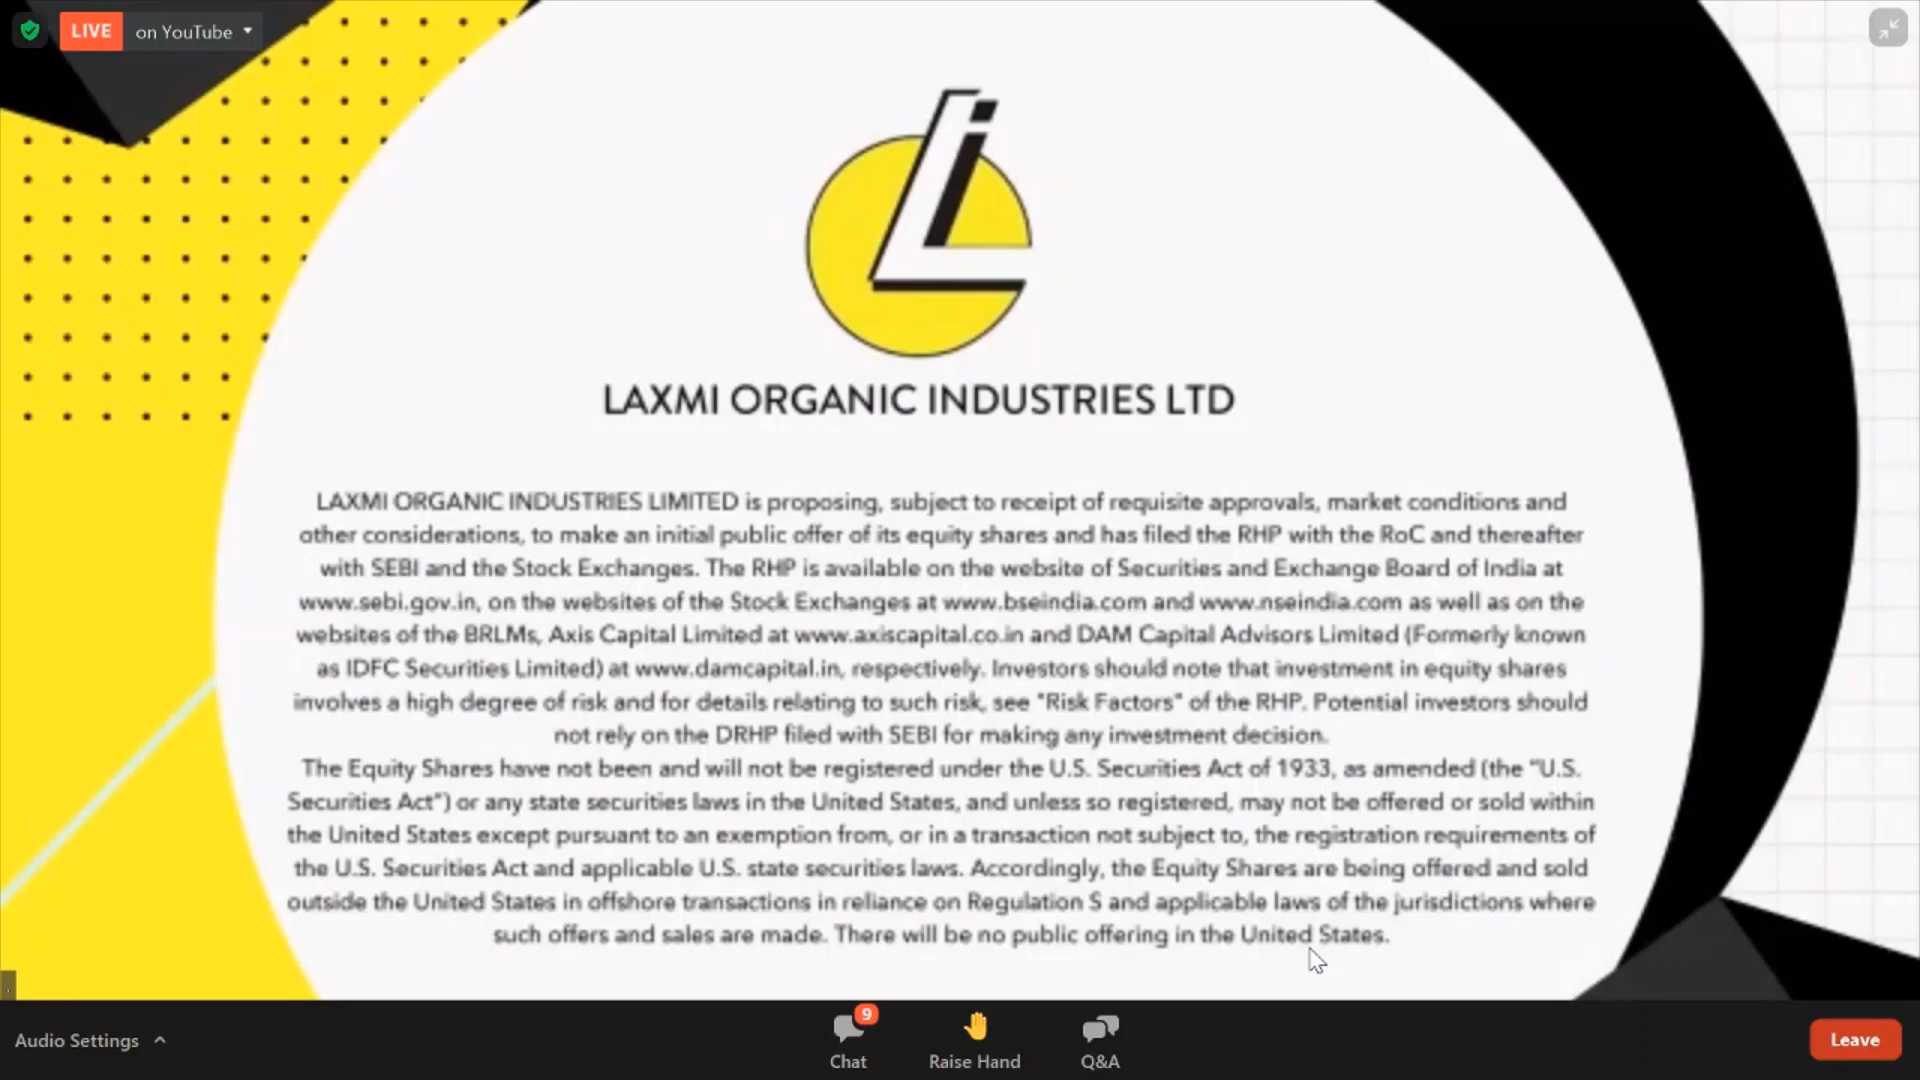 LIVE on YouTube
Li
LAXMI ORGANIC INDUSTRIES LTD
LAXMI ORGANIC INDUSTRIES LIMITED is proposing, subject to receipt of requisite approvals, market conditions and
other considerations, to make an initial public offer of its equity shares and has filed the RHP with the RoC and thereafter
with SEBI and the Stock Exchanges. The RHP is available on the website of Securities and Exchange Board of India at
www.sebi.gov.in, on the websites of the Stock Exchanges at www.bseindia.com and www.nseindia.com as well as on the
websites of the BRLMs, Axis Capital Limited at www.axiscapital.co.in and DAM Capital Advisors Limited (Formerly known
as IDFC Securities Limited) at www.damcapital.in, respectively. Investors should note that investment in equity shares
involves a high degree of risk and for details relating to such risk, see "Risk Factors" of the RHP. Potential investors should
not rely on the DRHP filed with SEBI for making any investment decision.
The Equity Shares have not been and will not be registered under the U.S. Securities Act of 1933, as amended (the "U.S.
Securities Act") or any state securities laws in the United States, and unless so registered, may not be offered or sold within
the United States except pursuant to an exemption from, or in a transaction not subject to, the registration requirements of
the U.S. Securities Act and applicable U.S. state securities laws. Accordingly, the Equity Shares are being offered and sold
outside the United States in offshore transactions in reliance on Regulation S and applicable laws of the jurisdictions where
such offers and sales are made. There will be no public offering in the United States.
Audio Settings
9
Chat
Raise Hand
Q&A
Leave